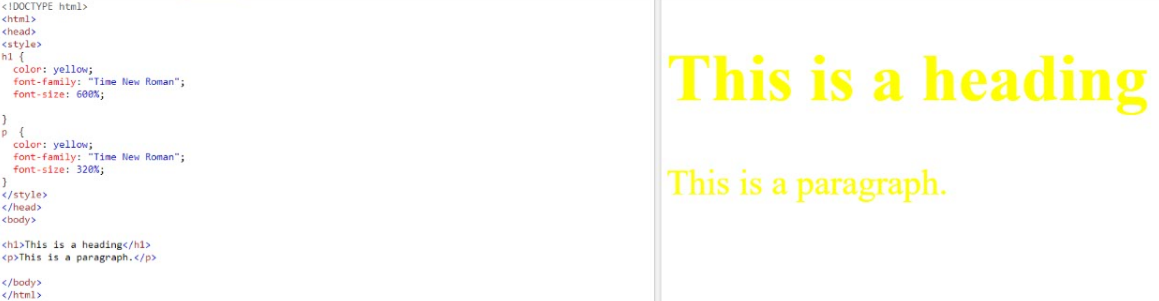 <!DOCTYPE html>
<html>
<head>
<style>
h1 {
  color: yellow;
  font-family: "Time New Roman";
  font-size: 600%;

}
p  {
  color: yellow;
  font-family: "Time New Roman";
  font-size: 320%;
}
</style>
</head>
<body>

<h1>This is a heading</h1>
<p>This is a paragraph.</p>

</body>
</html>
This is a heading
This is a paragraph.